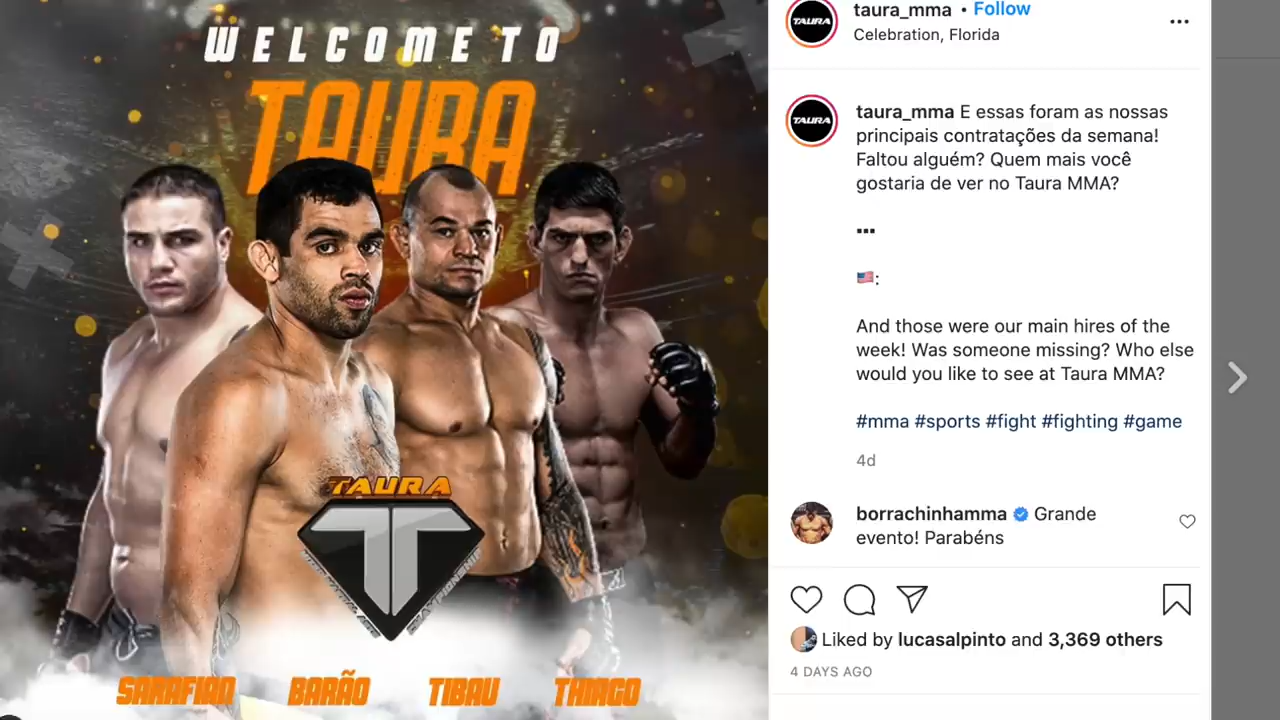 WELCOME TO
TAURA
TAURA
SARAFIAN
BARÃO
TIBAU
THIAGO
TAURA
taura_mma • Follow
Celebration, Florida
TAURA
taura_mma E essas foram as nossas
principais contratações da semana!
Faltou alguém? Quem mais você
gostaria de ver no Taura MMA?
...
:
And those were our main hires of the
week! Was someone missing? Who else
would you like to see at Taura MMA?
#mma #sports #fight #fighting #game
4d
borrachinhamma Grande
evento! Parabéns
Liked by lucasalpinto and 3,369 others
4 DAYS AGO